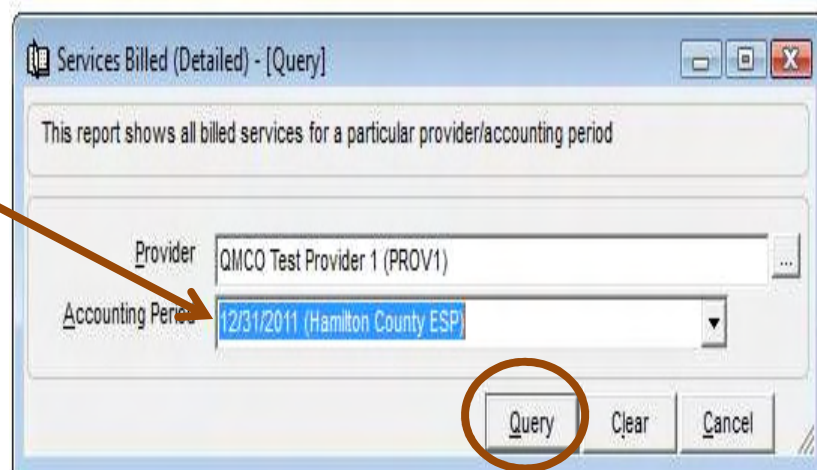 Services Billed (Detailed) - [Query]
This report shows all billed services for a particular provider/accounting period
Provider QMCO Test Provider 1 (PROV1) ...
Accounting Period 12/31/2011 (Hamilton County ESP)
Query Clear Cancel